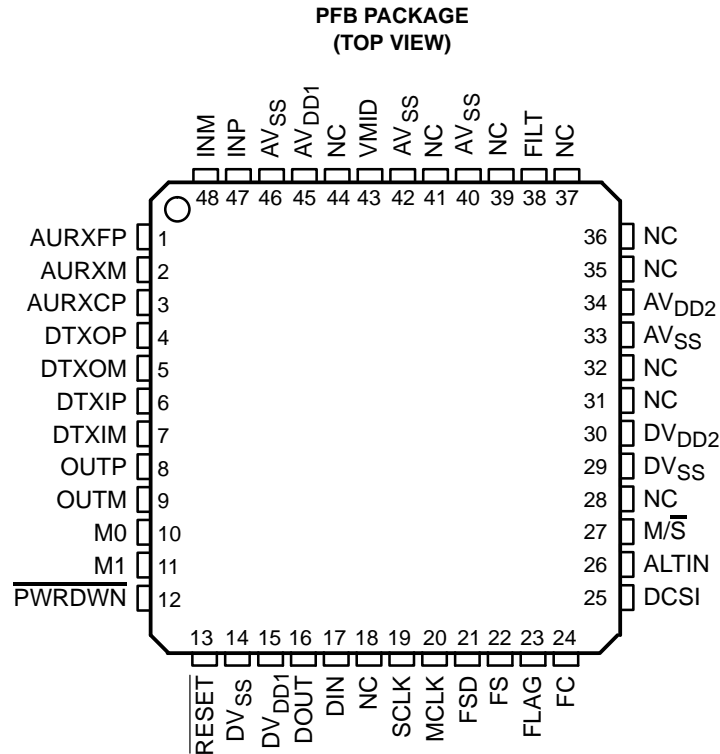 PFB PACKAGE
(TOP VIEW)
INM INP AVSS AVDD1 NC VMID AVSS NC AVSS NC FILT NC
48 47 46 45 44 43 42 41 40 39 38 37
AURXFP 1 36 NC
AURXM 2 35 NC
AURXCP 3 34 AVDD2
DTXOP 4 33 AVSS
DTXOM 5 32 NC
DTXIP 6 31 NC
DTXIM 7 30 DVDD2
OUTP 8 29 DVSS
OUTM 9 28 NC
M0 10 27 M/S̅
M1 11 26 ALTIN
P̅W̅R̅D̅W̅N̅ 12 25 DCSI
13 14 15 16 17 18 19 20 21 22 23 24
R̅E̅S̅E̅T̅ DVSS DVDD1 DOUT DIN NC SCLK MCLK FSD FS FLAG FC